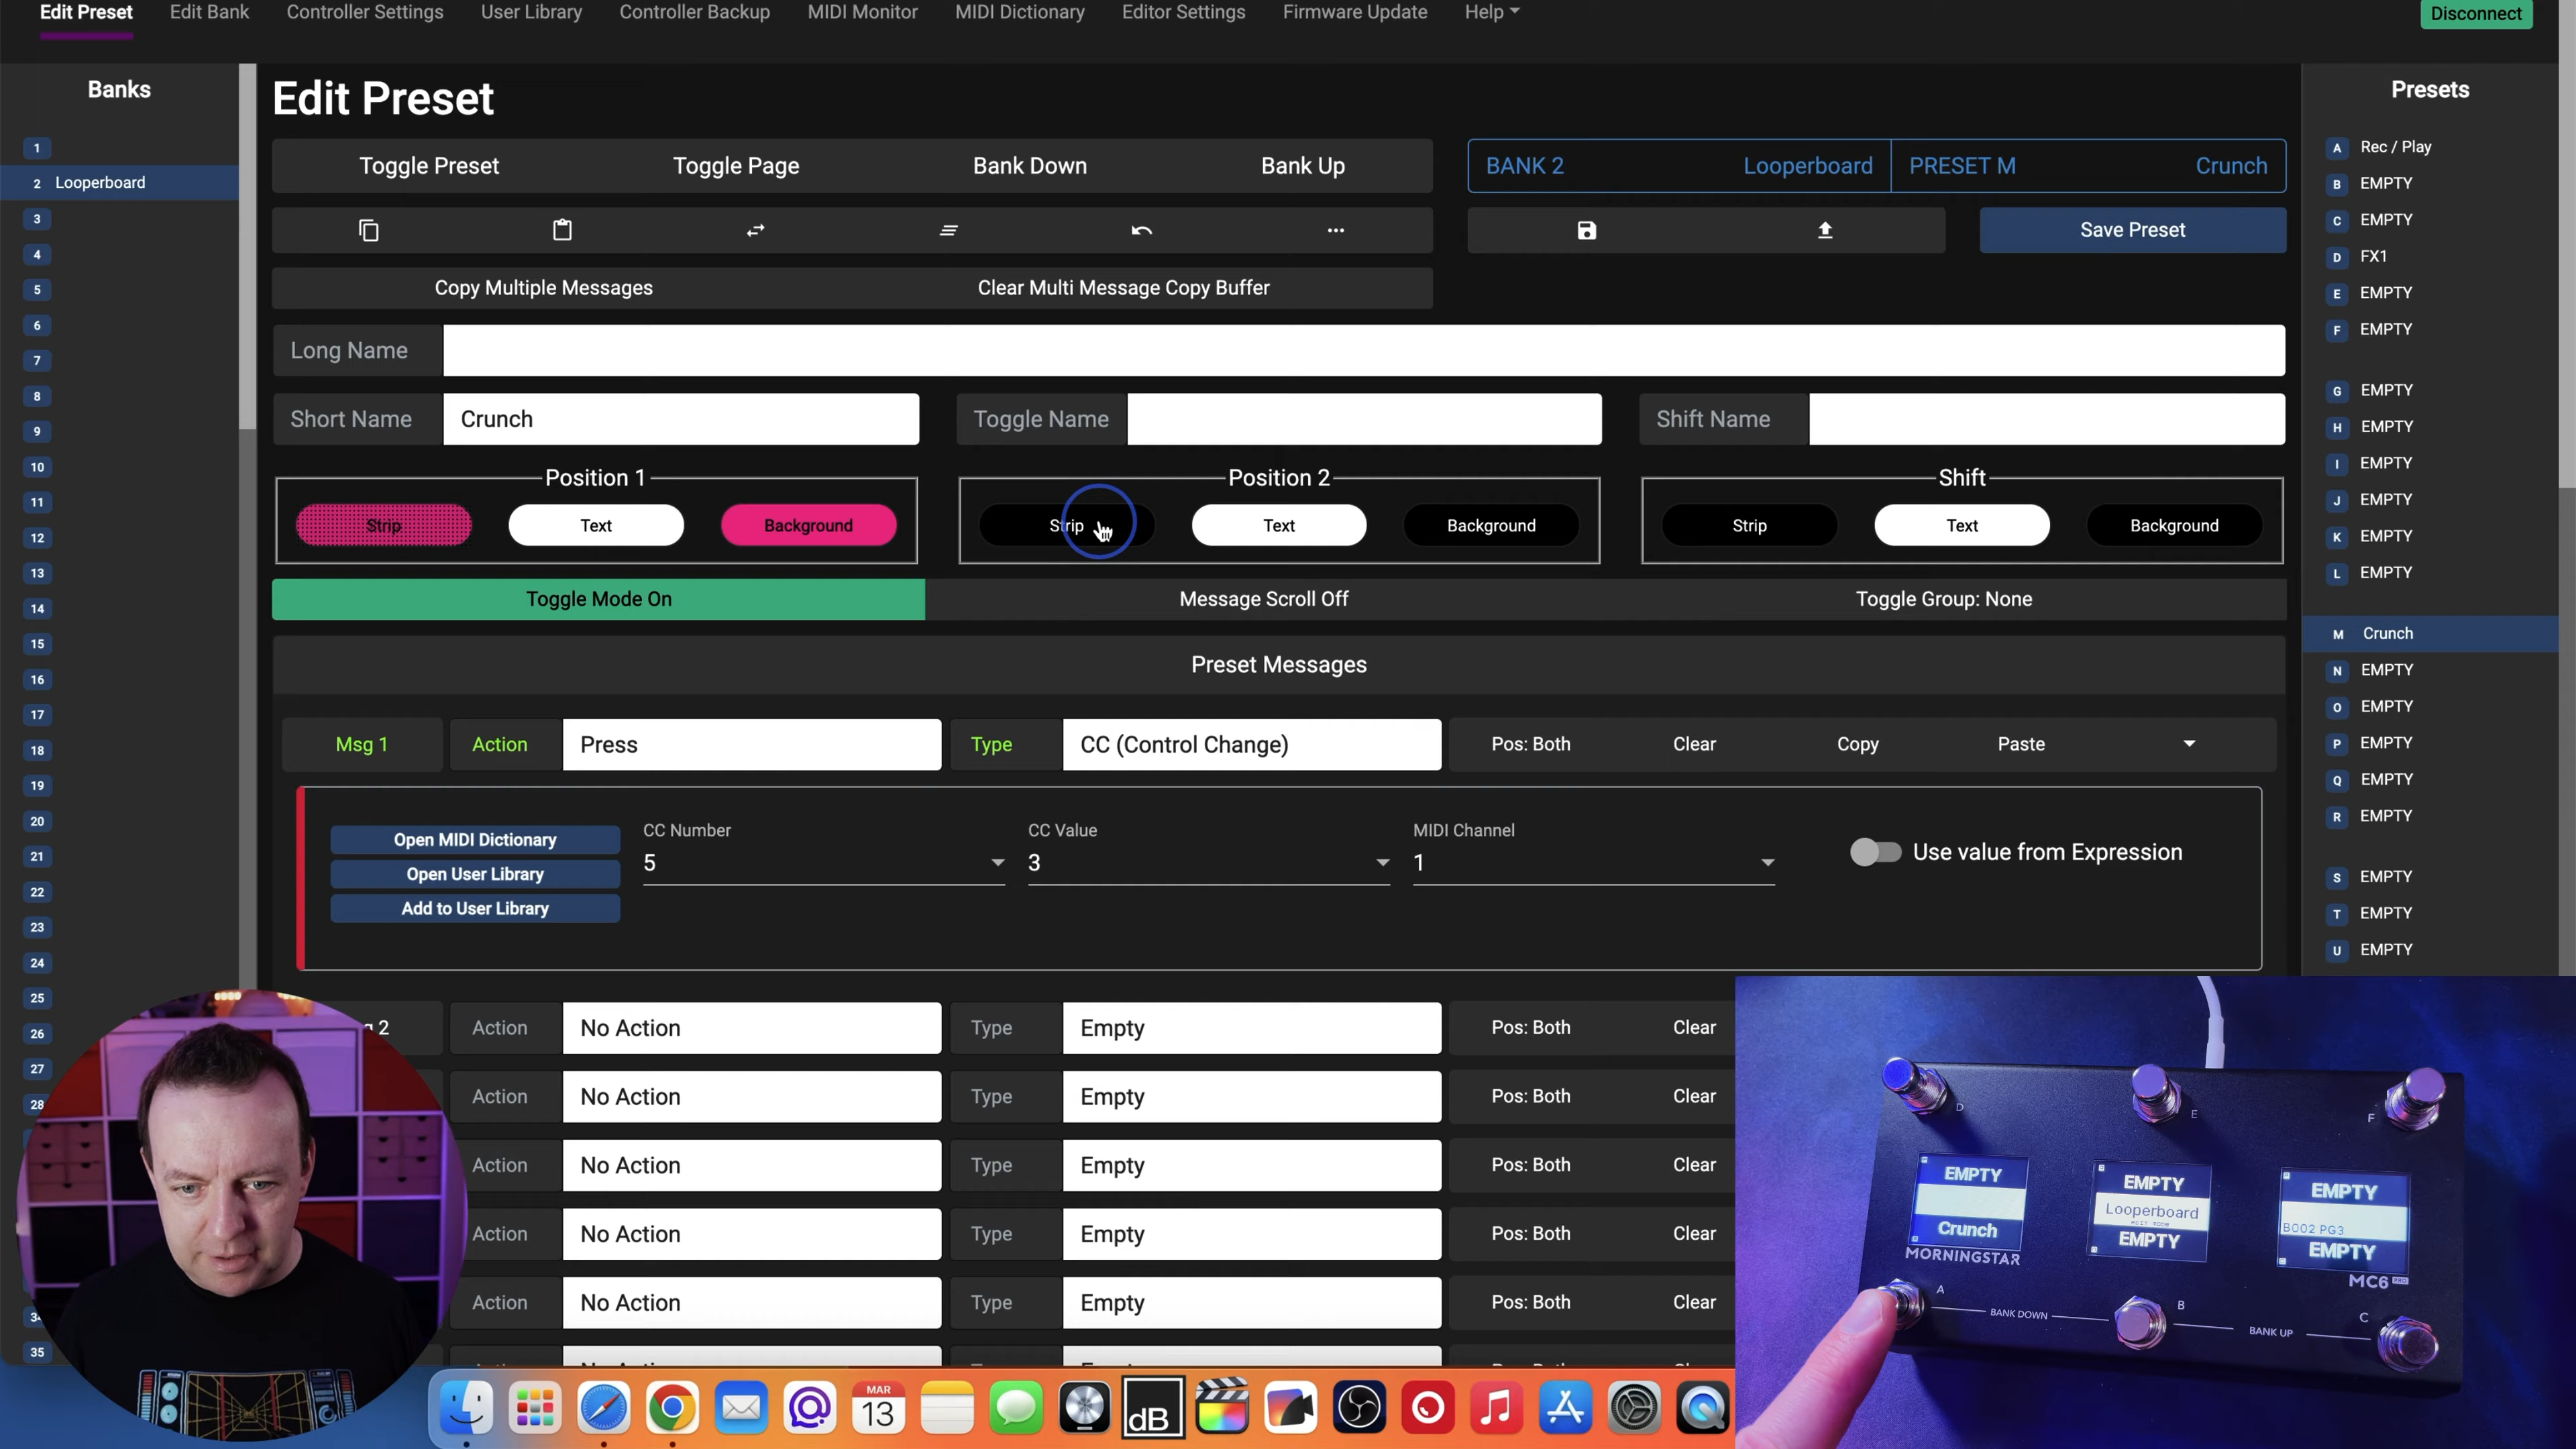 Edit Preset Edit Bank Controller Settings User Library Controller Backup MIDI Monitor MIDI Dictionary Editor Settings Firmware Update Help Disconnect
Banks
1
2 Looperboard
3
4
5
6
7
8
9
10
11
12
13
14
15
16
17
18
19
20
21
22
23
24
25
26
27
28
35
Edit Preset
Toggle Preset Toggle Page Bank Down Bank Up
BANK 2 Looperboard PRESET M Crunch
Save Preset
Copy Multiple Messages Clear Multi Message Copy Buffer
Long Name
Short Name Crunch Toggle Name Shift Name
Position 1 Position 2 Shift
Strip Text Background Strip Text Background Strip Text Background
Toggle Mode On Message Scroll Off Toggle Group: None
Preset Messages
Msg 1 Action Press Type CC (Control Change) Pos: Both Clear Copy Paste
Open MIDI Dictionary
Open User Library
Add to User Library
CC Number
5
CC Value
3
MIDI Channel
1
Use value from Expression
2 Action No Action Type Empty Pos: Both Clear
Action No Action Type Empty Pos: Both Clear
Action No Action Type Empty Pos: Both Clear
Action No Action Type Empty Pos: Both Clear
Action No Action Type Empty Pos: Both Clear
Presets
A Rec / Play
B EMPTY
C EMPTY
D FX1
E EMPTY
F EMPTY
G EMPTY
H EMPTY
I EMPTY
J EMPTY
K EMPTY
L EMPTY
M Crunch
N EMPTY
O EMPTY
P EMPTY
Q EMPTY
R EMPTY
S EMPTY
T EMPTY
U EMPTY
D E F
EMPTY
Crunch
EMPTY
Looperboard
EDIT MODE
EMPTY
EMPTY
B002 PG3
EMPTY
MORNINGSTAR
MC6 PRO
A B C
BANK DOWN BANK UP
MAR
13
dB